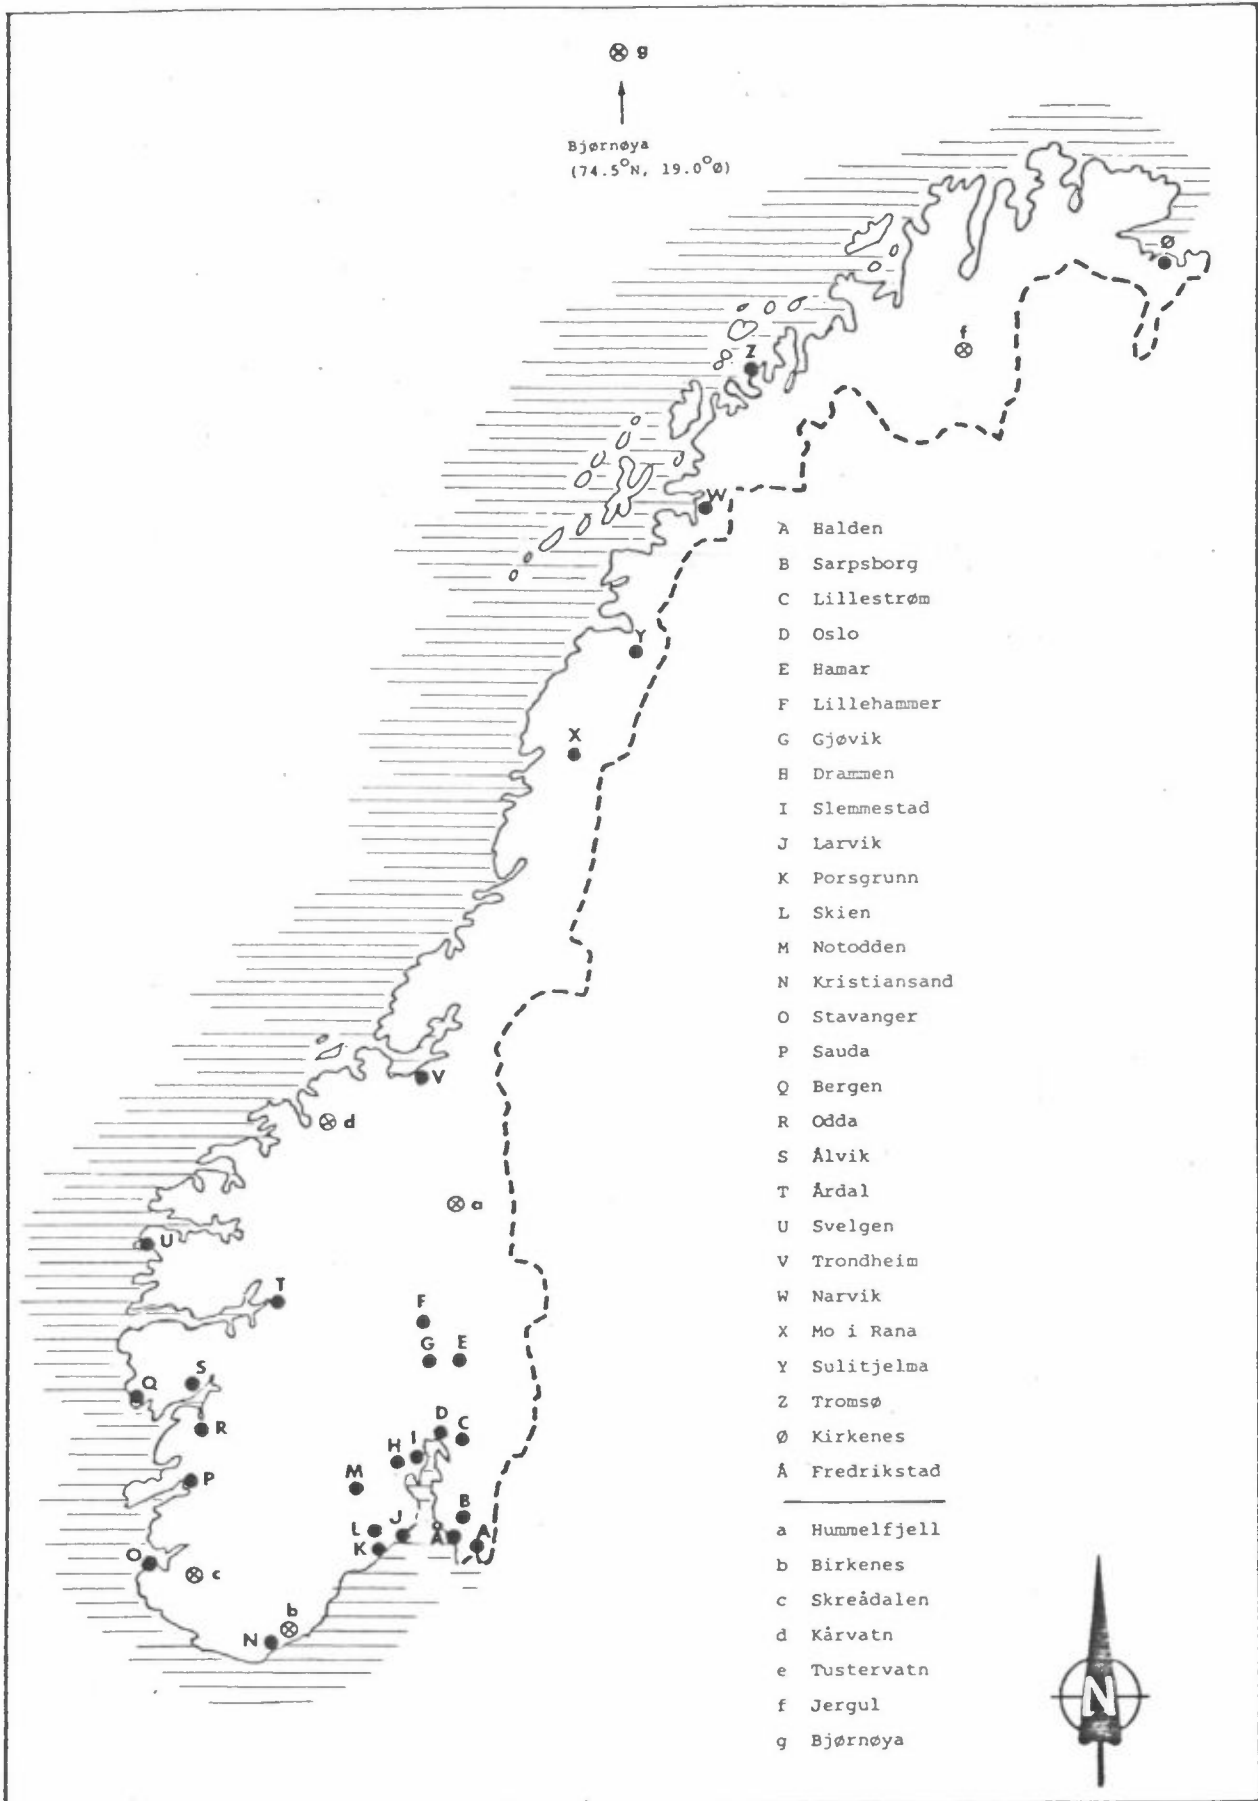 g
Bjørnøya
(74.5°N, 19.0°Ø)
Ø
f
Z
W
Y
X
V
d
a
U
T
F
G E
S
Q
R
D
C
I
H
P
M
B
L J Å A
K
O
c
b
N
A Halden
B Sarpsborg
C Lillestrøm
D Oslo
E Hamar
F Lillehammer
G Gjøvik
H Drammen
I Slemmestad
J Larvik
K Porsgrunn
L Skien
M Notodden
N Kristiansand
O Stavanger
P Sauda
Q Bergen
R Odda
S Ålvik
T Årdal
U Svelgen
V Trondheim
W Narvik
X Mo i Rana
Y Sulitjelma
Z Tromsø
Ø Kirkenes
Å Fredrikstad
a Hummelfjell
b Birkenes
c Skreådalen
d Kårvatn
e Tustervatn
f Jergul
g Bjørnøya
N